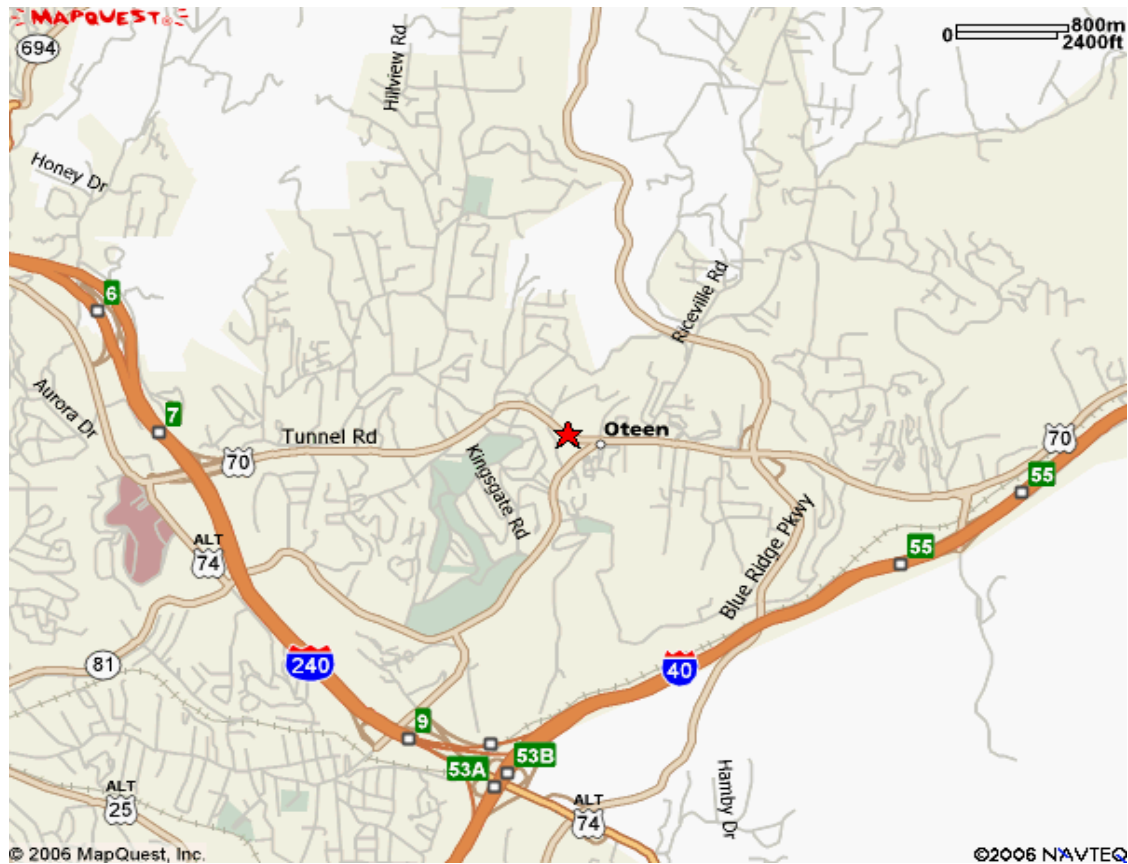 MAPQUEST
694
Hillview Rd
0 800m
2400ft
Honey Dr
6
Riceville Rd
Aurora Dr
7
Tunnel Rd
70
Kingsgate Rd
Oteen
70
55
ALT
74
Blue Ridge Pkwy
55
81
240
40
9
53A
53B
ALT
25
ALT
74
Hamby Dr
© 2006 MapQuest, Inc.
©2006 NAVTEQ